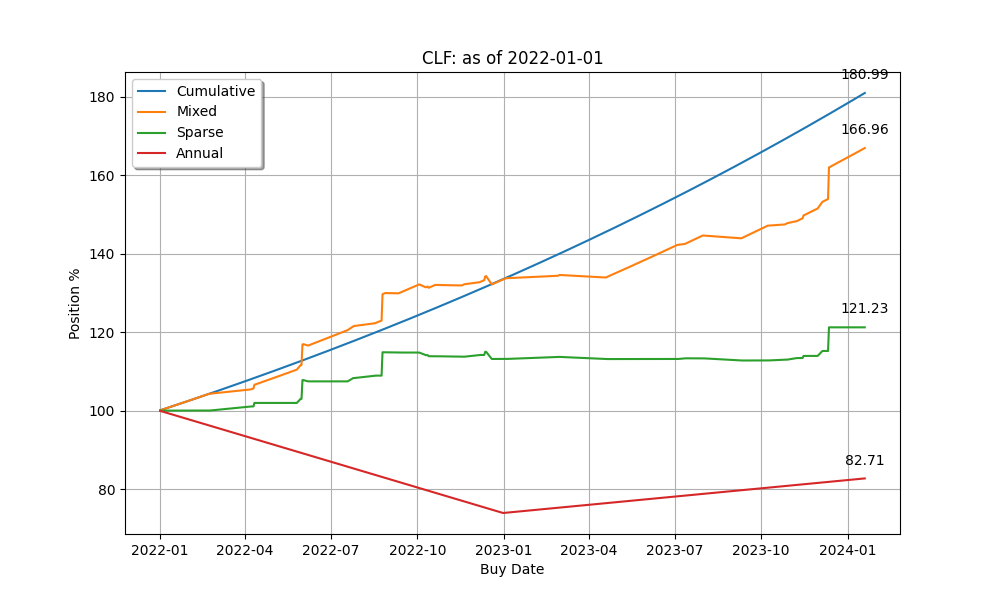 CLF: as of 2022-01-01
180.99
180
Cumulative
Mixed
Sparse
Annual
166.96
160
140
121.23
120
100
82.71
80
Position %
2022-01 2022-04 2022-07 2022-10 2023-01 2023-04 2023-07 2023-10 2024-01
Buy Date